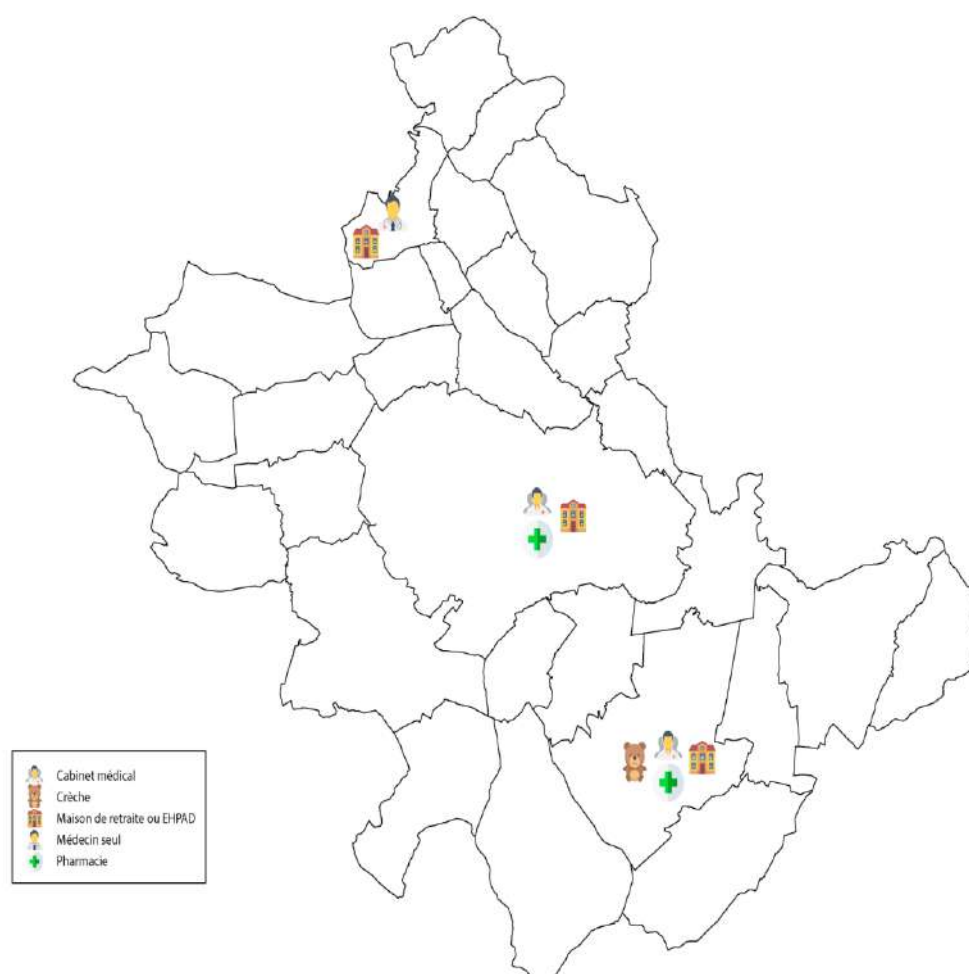 Cabinet médical
Crèche
Maison de retraite ou EHPAD
Médecin seul
Pharmacie